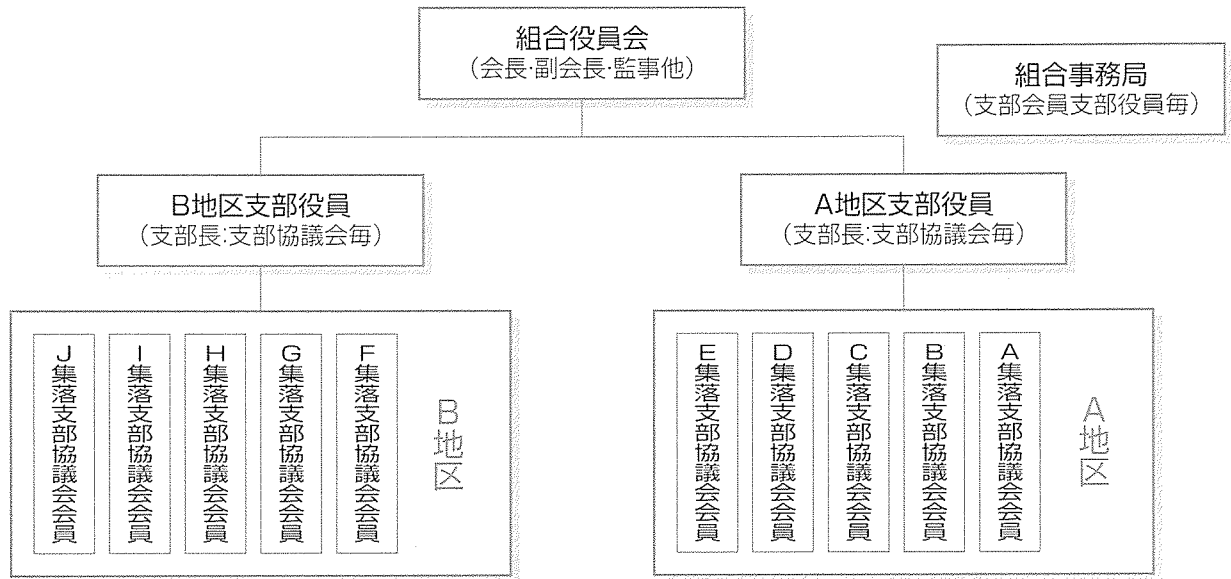 組合役員会
（会長・副会長・監事他）
組合事務局
（支部会員支部役員毎）
B地区支部役員
（支部長:支部協議会毎）
A地区支部役員
（支部長:支部協議会毎）
A地区
A集落支部協議会会員
B集落支部協議会会員
C集落支部協議会会員
D集落支部協議会会員
E集落支部協議会会員
B地区
F集落支部協議会会員
G集落支部協議会会員
H集落支部協議会会員
I集落支部協議会会員
J集落支部協議会会員